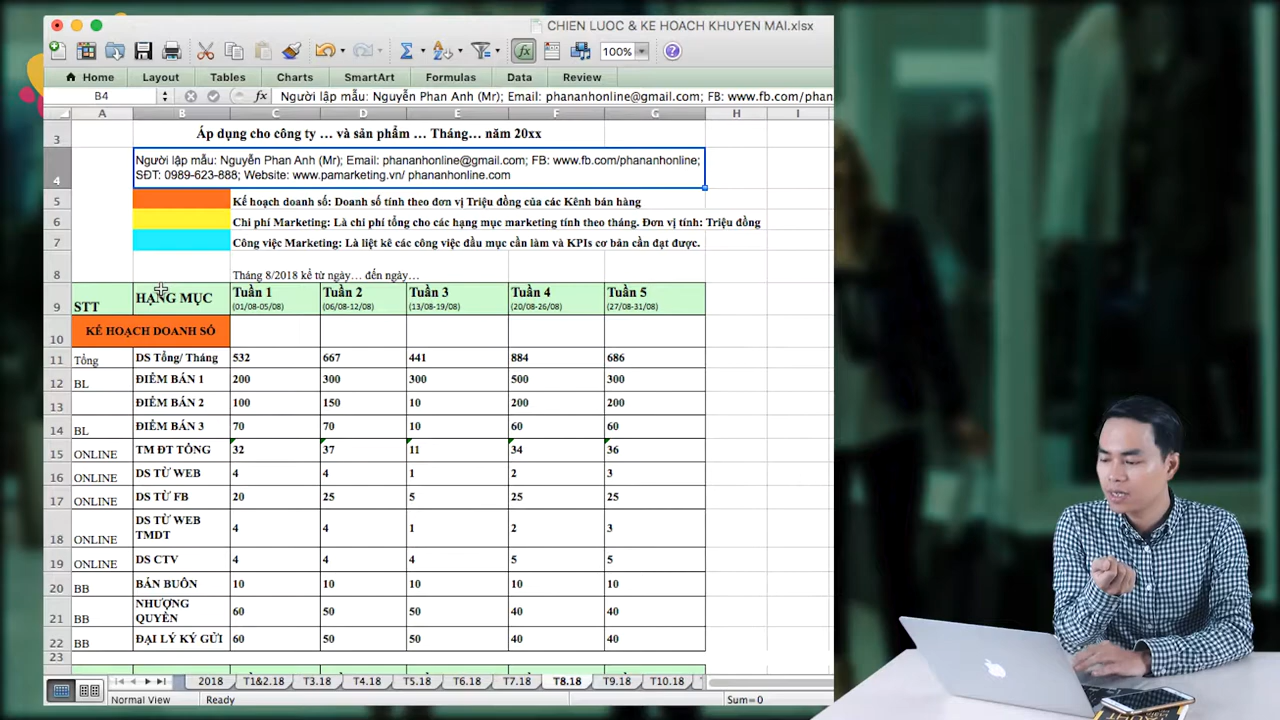 CHIEN LUOC & KE HOACH KHUYEN MAI.xlsx
100%
Home Layout Tables Charts SmartArt Formulas Data Review
B4 fx Người lập mẫu: Nguyễn Phan Anh (Mr); Email: phananhonline@gmail.com; FB: www.fb.com/phan
A B C D E F G H I
3 Áp dụng cho công ty … và sản phẩm … Tháng… năm 20xx
Người lập mẫu: Nguyễn Phan Anh (Mr); Email: phananhonline@gmail.com; FB: www.fb.com/phananhonline;
4 SĐT: 0989-623-888; Website: www.pamarketing.vn/ phananhonline.com
5 Kế hoạch doanh số: Doanh số tính theo đơn vị Triệu đồng của các Kênh bán hàng
6 Chi phí Marketing: Là chi phí tổng cho các hạng mục marketing tính theo tháng. Đơn vị tính: Triệu đồng
7 Công việc Marketing: Là liệt kê các công việc đầu mục cần làm và KPIs cơ bản cần đạt được.
8 Tháng 8/2018 kể từ ngày… đến ngày…
HẠNG MỤC Tuần 1 Tuần 2 Tuần 3 Tuần 4 Tuần 5
9 STT (01/08-05/08) (06/08-12/08) (13/08-19/08) (20/08-26/08) (27/08-31/08)
10 KẾ HOẠCH DOANH SỐ
11 Tổng DS Tổng/ Tháng 532 667 441 884 686
12 BL ĐIỂM BÁN 1 200 300 300 500 300
13 ĐIỂM BÁN 2 100 150 10 200 200
14 BL ĐIỂM BÁN 3 70 70 10 60 60
15 ONLINE TM ĐT TỔNG 32 37 11 34 36
16 ONLINE DS TỪ WEB 4 4 1 2 3
17 ONLINE DS TỪ FB 20 25 5 25 25
DS TỪ WEB
18 ONLINE TMDT 4 4 1 2 3
19 ONLINE DS CTV 4 4 4 5 5
20 BB BÁN BUÔN 10 10 10 10 10
NHƯỢNG
21 BB QUYỀN 60 50 50 40 40
22 BB ĐẠI LÝ KÝ GỬI 60 50 50 40 40
23
2018 T1&2.18 T3.18 T4.18 T5.18 T6.18 T7.18 T8.18 T9.18 T10.18
Normal View Ready Sum=0